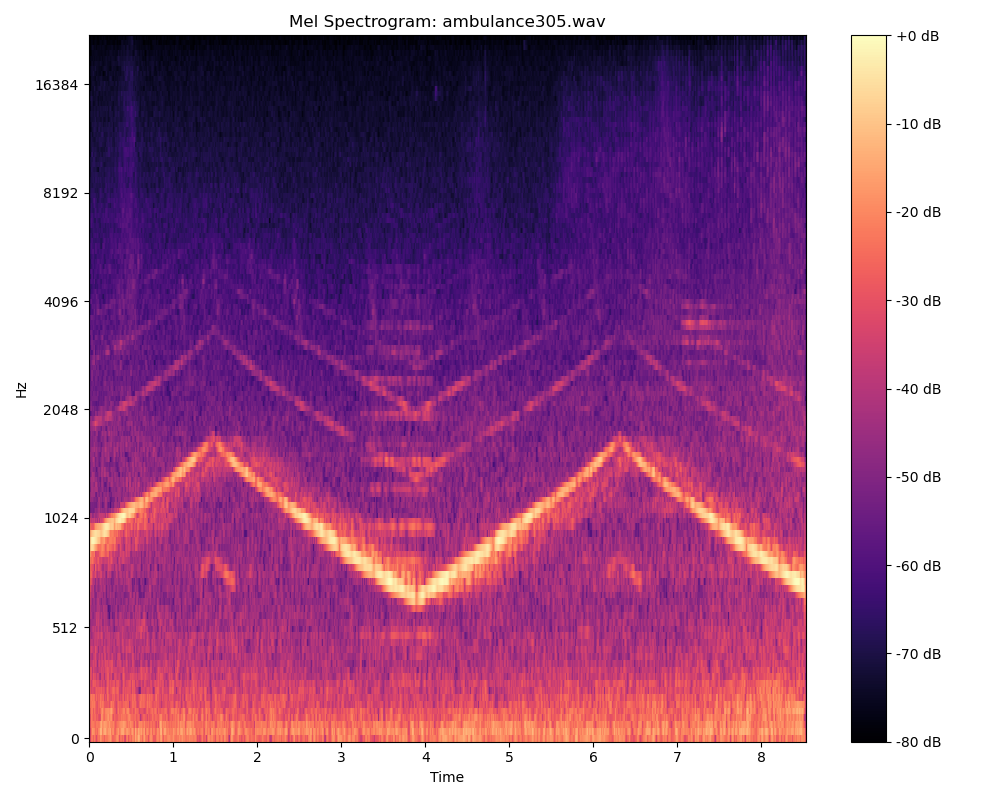 Mel Spectrogram: ambulance305.wav
+0 dB
16384
-10 dB
8192
-20 dB
4096
-30 dB
Hz
2048
-40 dB
-50 dB
1024
-60 dB
512
-70 dB
0
-80 dB
0 1 2 3 4 5 6 7 8
Time